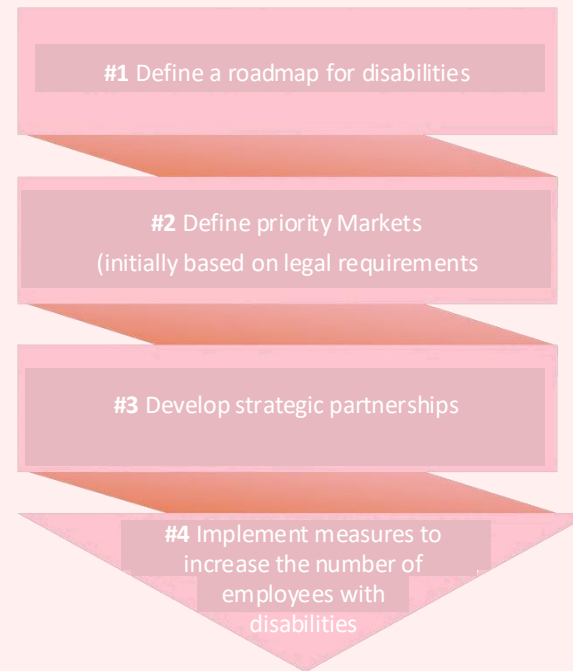 #1 Define a roadmap for disabilities
#2 Define priority Markets
(initially based on legal requirements
#3 Develop strategic partnerships
#4 Implement measures to
increase the number of
employees with
disabilities